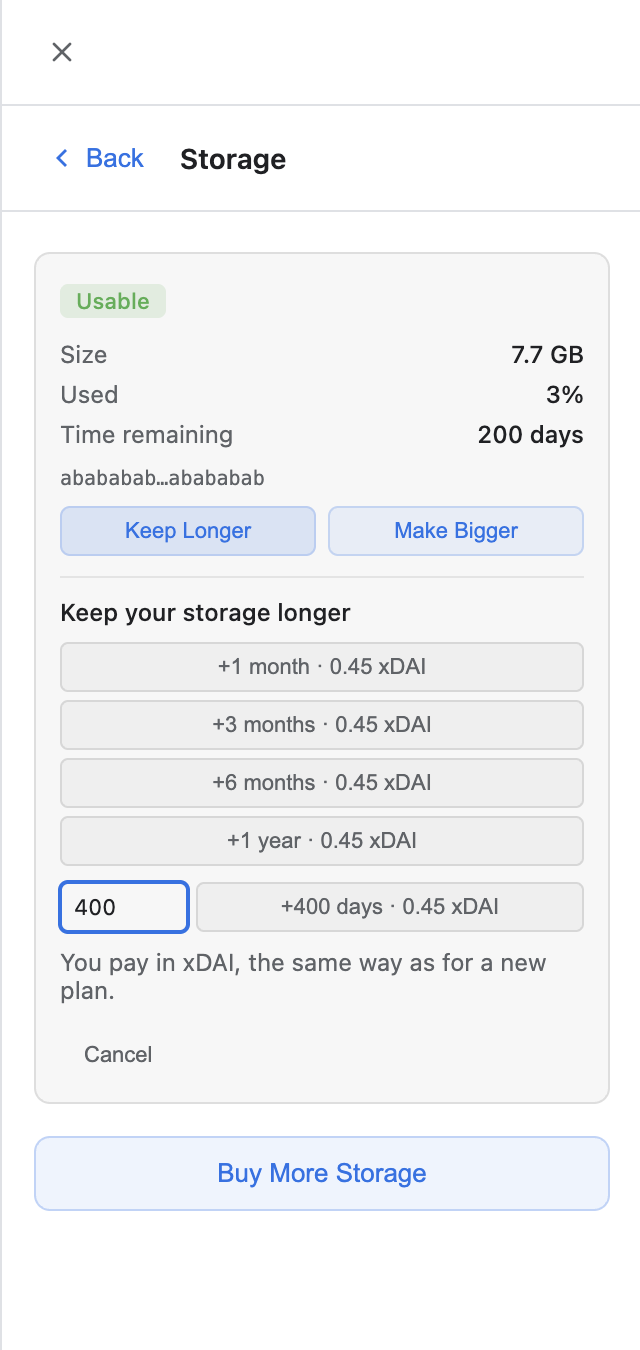 Back Storage
Usable
Size 7.7 GB
Used 3%
Time remaining 200 days
abababab…abababab
Keep Longer Make Bigger
Keep your storage longer
+1 month · 0.45 xDAI
+3 months · 0.45 xDAI
+6 months · 0.45 xDAI
+1 year · 0.45 xDAI
400 +400 days · 0.45 xDAI
You pay in xDAI, the same way as for a new
plan.
Cancel
Buy More Storage